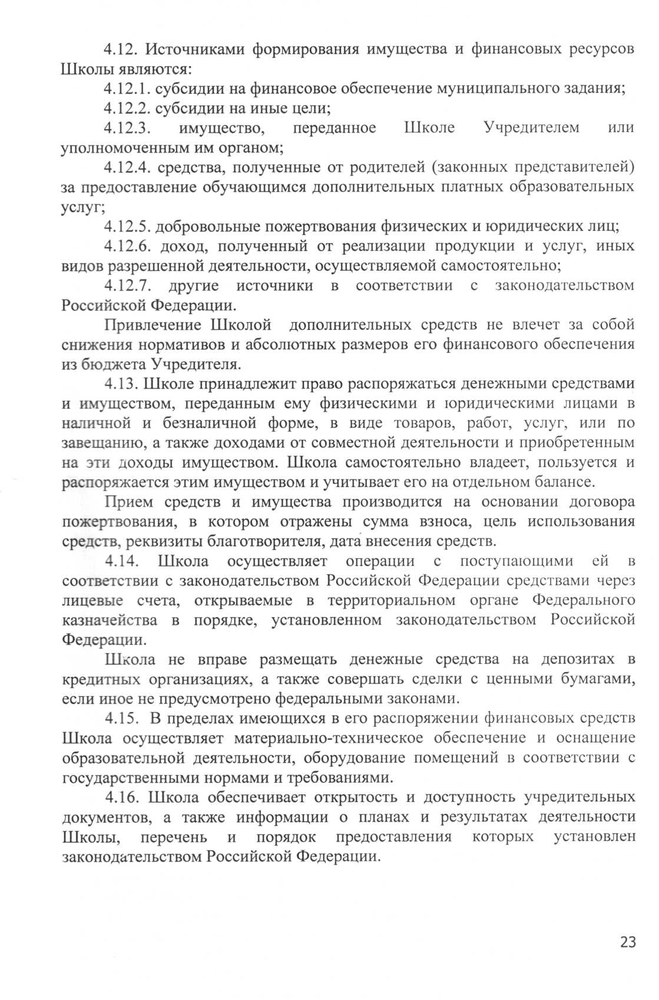 4.12. Источниками формирования имущества и финансовых ресурсов
Школы являются:
4.12.1. субсидии на финансовое обеспечение муниципального задания;
4.12.2. субсидии на иные цели;
4.12.3. имущество, переданное Школе Учредителем или
уполномоченным им органом;
4.12.4. средства, полученные от родителей (законных представителей)
за предоставление обучающимся дополнительных платных образовательных
услуг;
4.12.5. добровольные пожертвования физических и юридических лиц;
4.12.6. доход, полученный от реализации продукции и услуг, иных
видов разрешенной деятельности, осуществляемой самостоятельно;
4.12.7. другие источники в соответствии с законодательством
Российской Федерации.
Привлечение Школой дополнительных средств не влечет за собой
снижения нормативов и абсолютных размеров его финансового обеспечения
из бюджета Учредителя.
4.13. Школе принадлежит право распоряжаться денежными средствами
и имуществом, переданным ему физическими и юридическими лицами в
наличной и безналичной форме, в виде товаров, работ, услуг, или по
завещанию, а также доходами от совместной деятельности и приобретенным
на эти доходы имуществом. Школа самостоятельно владеет, пользуется и
распоряжается этим имуществом и учитывает его на отдельном балансе.
Прием средств и имущества производится на основании договора
пожертвования, в котором отражены сумма взноса, цель использования
средств, реквизиты благотворителя, дата внесения средств.
4.14. Школа осуществляет операции с поступающими ей в
соответствии с законодательством Российской Федерации средствами через
лицевые счета, открываемые в территориальном органе Федерального
казначейства в порядке, установленном законодательством Российской
Федерации.
Школа не вправе размещать денежные средства на депозитах в
кредитных организациях, а также совершать сделки с ценными бумагами,
если иное не предусмотрено федеральными законами.
4.15. В пределах имеющихся в его распоряжении финансовых средств
Школа осуществляет материально-техническое обеспечение и оснащение
образовательной деятельности, оборудование помещений в соответствии с
государственными нормами и требованиями.
4.16. Школа обеспечивает открытость и доступность учредительных
документов, а также информации о планах и результатах деятельности
Школы, перечень и порядок предоставления которых установлен
законодательством Российской Федерации.
23